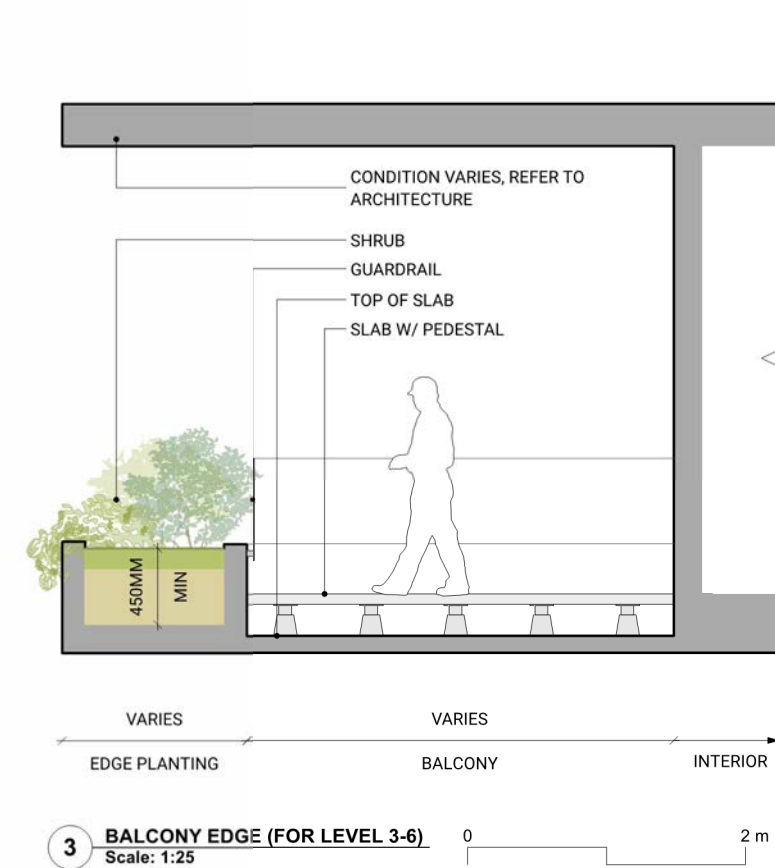 CONDITION VARIES, REFER TO
ARCHITECTURE
SHRUB
GUARDRAIL
TOP OF SLAB
SLAB W/ PEDESTAL
450MM
MIN
VARIES
VARIES
EDGE PLANTING
BALCONY
INTERIOR
3
BALCONY EDGE (FOR LEVEL 3-6)
Scale: 1:25
0
2 m